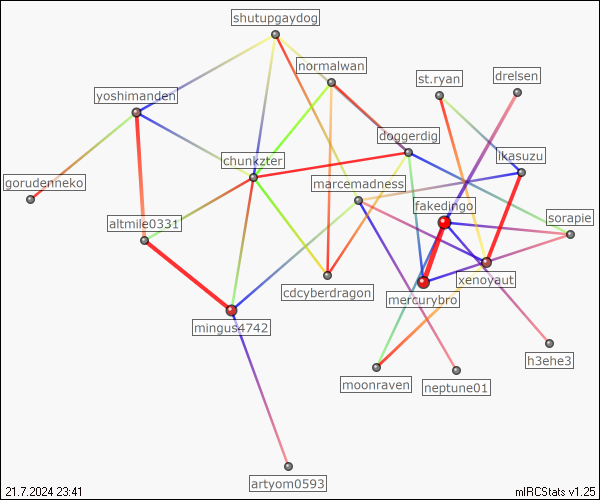 shutupgaydog
normalwan
st.ryan
drelsen
yoshimanden
doggerdig
ikasuzu
chunkzter
gorudenneko
marcemadness
fakedingo
altmile0331
sorapie
xenoyaut
cdcyberdragon
mercurybro
mingus4742
h3ehe3
moonraven
neptune01
artyom0593
21.7.2024 23:41
mIRCStats v1.25